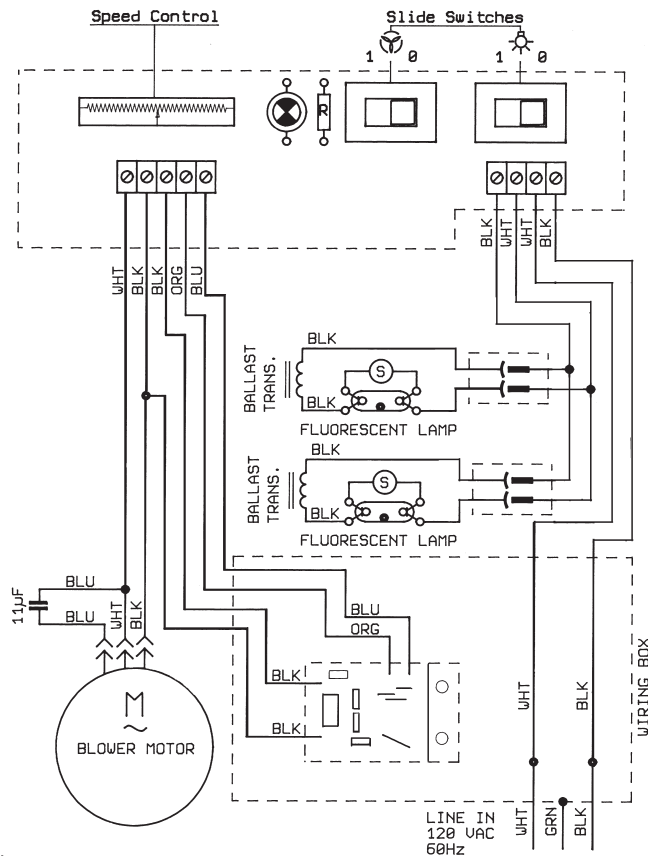 Speed Control
Slide Switches
1 0
1 0
R
WHT
BLK
BLK
ORG
BLU
BLK
WHT
WHT
BLK
BALLAST
TRANS.
BLK
S
BLK
FLUORESCENT LAMP
BALLAST
TRANS.
BLK
S
BLK
FLUORESCENT LAMP
11µF
BLU
BLU
WHT
BLK
BLU
ORG
BLK
BLK
WHT
BLK
WIRING BOX
M
BLOWER MOTOR
LINE IN
120 VAC
60Hz
WHT
GRN
BLK